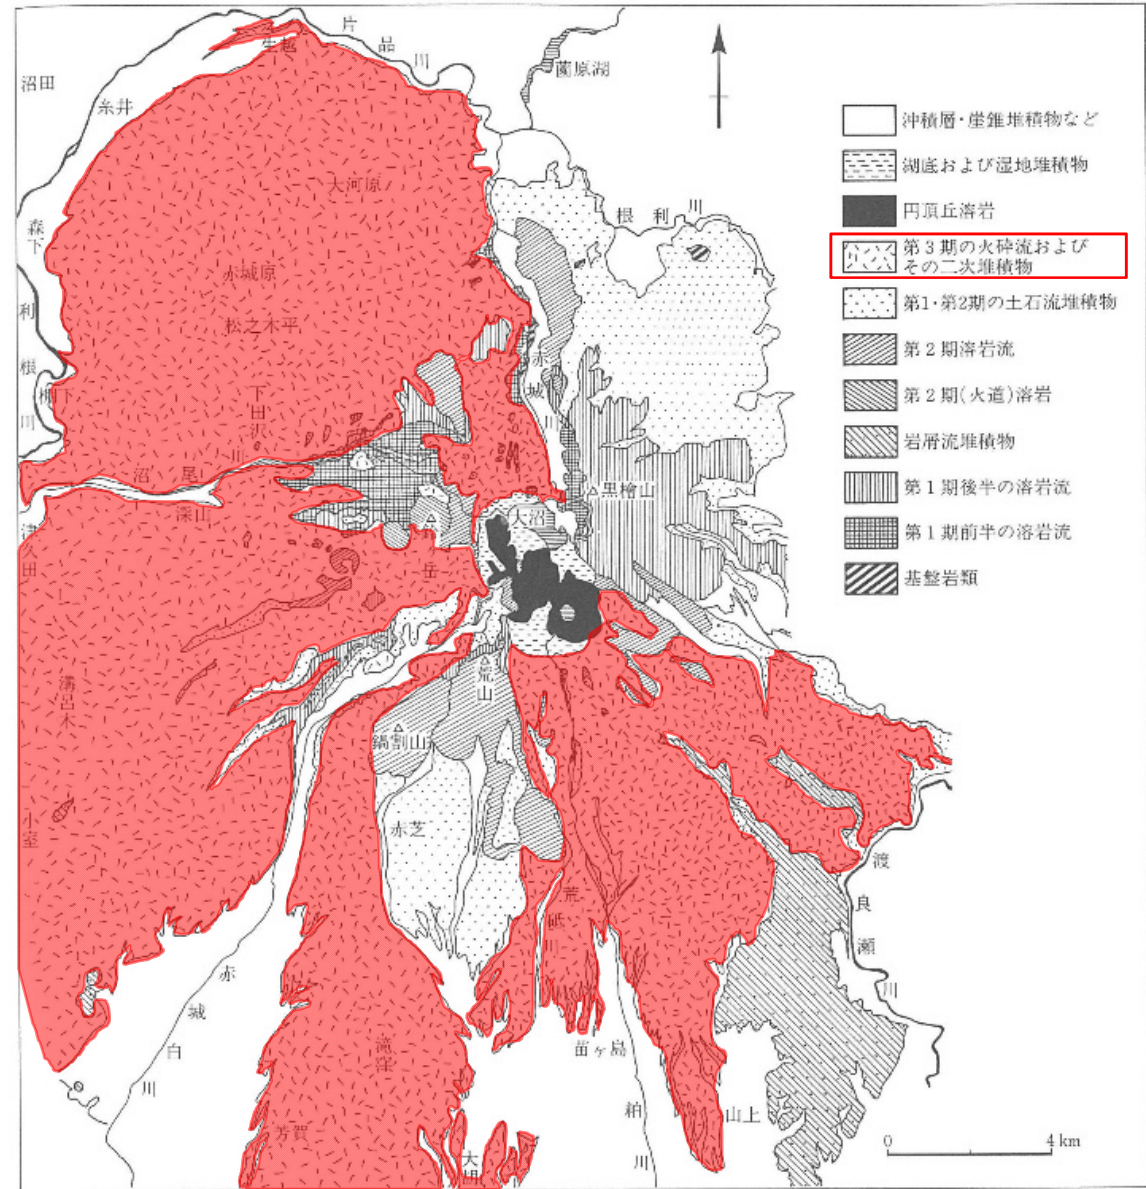 片
品
川
生越
沼田
糸井
薗原湖
沖積層・崖錐堆積物など
湖底および湿地堆積物
円頂丘溶岩
第3期の火砕流および
その二次堆積物
第1・第2期の土石流堆積物
第2期溶岩流
第2期(火道)溶岩
岩屑流堆積物
第1期後半の溶岩流
第1期前半の溶岩流
基盤岩類
大河原
根利川
森下
赤城原
利根川
松之木平
赤城川
下田沢
沼尾川
深山
黒檜山
大沼
津久田
岳
溝呂木
荒山
鍋割山
小室
赤芝
荒砥川
渡良瀬川
赤城白川
滝窪
苗ヶ島
粕川
山上
芳賀
大胡
0 4km